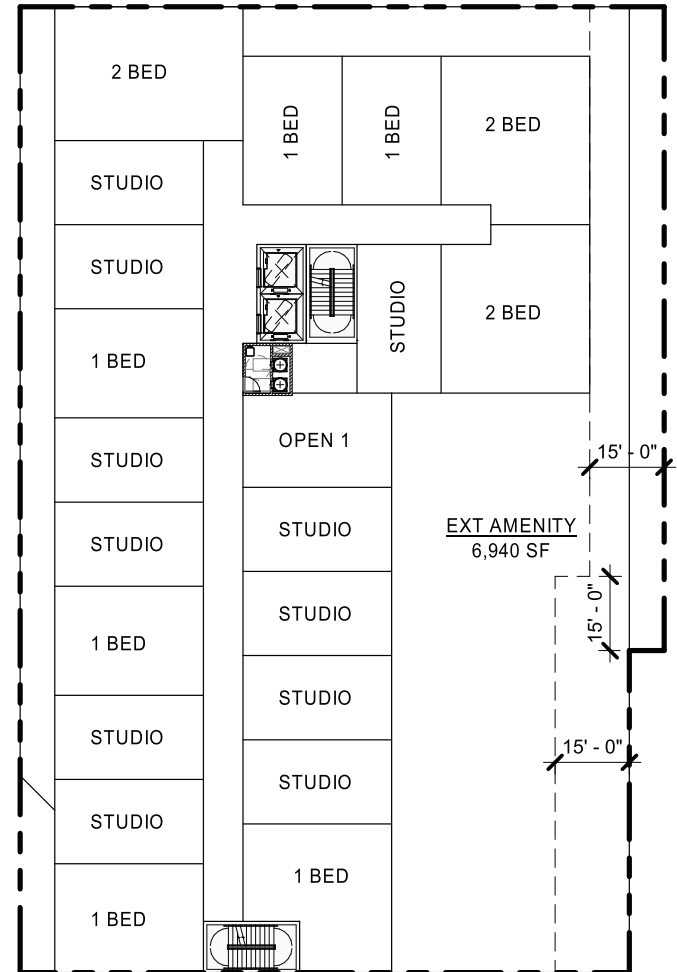 2 BED
1 BED
1 BED
2 BED
STUDIO
STUDIO
STUDIO
2 BED
1 BED
OPEN 1
STUDIO
15' - 0"
EXT AMENITY
6,940 SF
STUDIO
STUDIO
STUDIO
15' - 0"
1 BED
STUDIO
STUDIO
15' - 0"
STUDIO
STUDIO
1 BED
1 BED